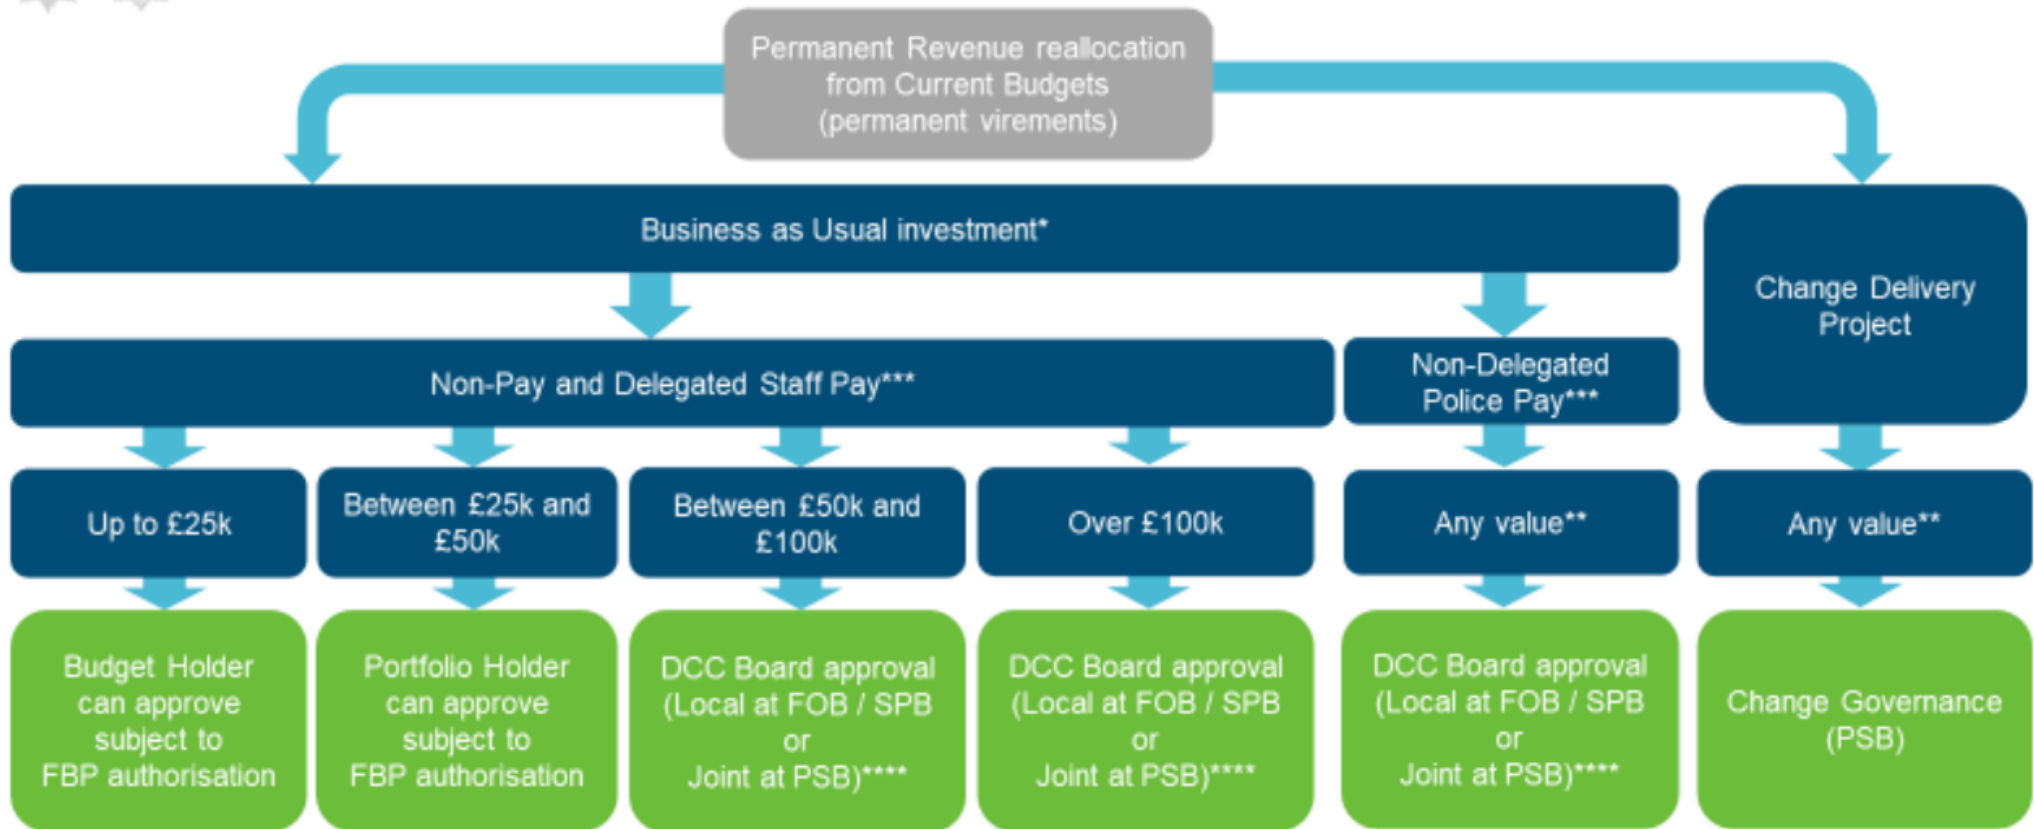 Permanent Revenue reallocation
from Current Budgets
(permanent virements)
Business as Usual investment*
Change Delivery
Project
Non-Pay and Delegated Staff Pay***
Non-Delegated
Police Pay***
Up to £25k
Between £25k and
£50k
Between £50k and
£100k
Over £100k
Any value**
Any value**
Budget Holder
can approve
subject to
FBP authorisation
Portfolio Holder
can approve
subject to
FBP authorisation
DCC Board approval
(Local at FOB / SPB
or
Joint at PSB)****
DCC Board approval
(Local at FOB / SPB
or
Joint at PSB)****
DCC Board approval
(Local at FOB / SPB
or
Joint at PSB)****
Change Governance
(PSB)